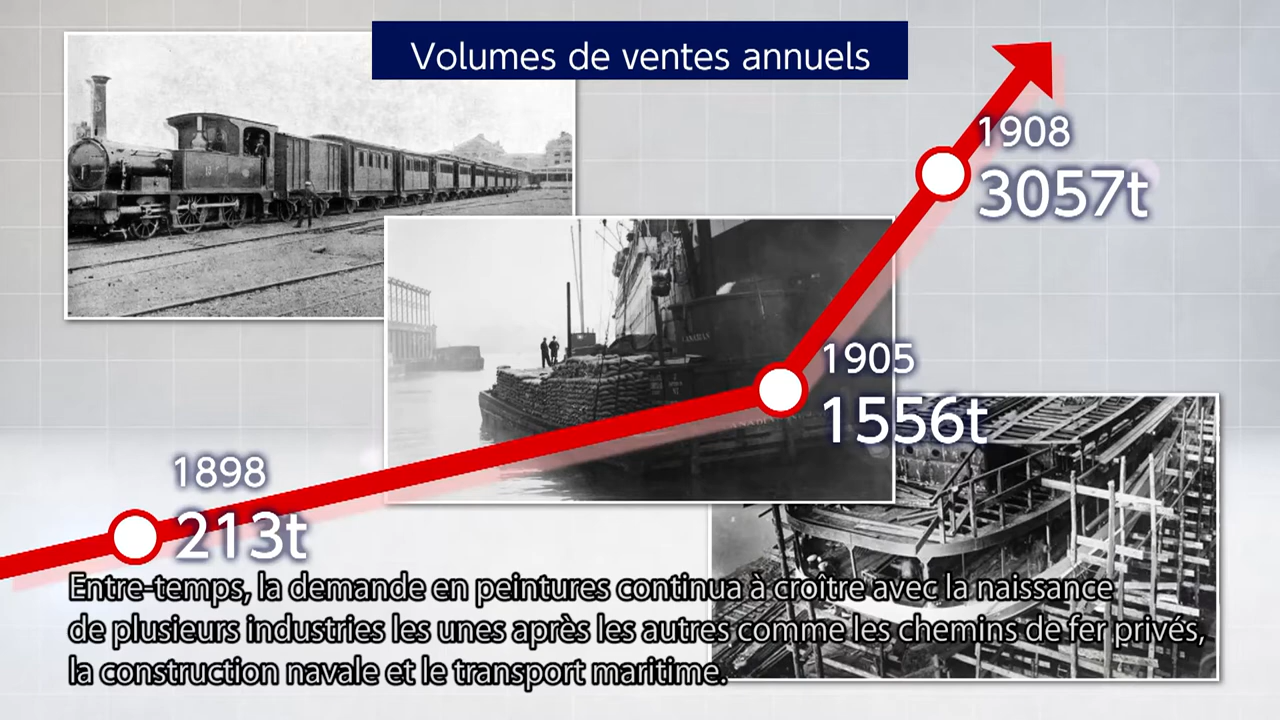 Volumes de ventes annuels
1908
3057t
1905
1556t
1898
213t
Entre-temps, la demande en peintures continua à croître avec la naissance
de plusieurs industries les unes après les autres comme les chemins de fer privés,
la construction navale et le transport maritime.